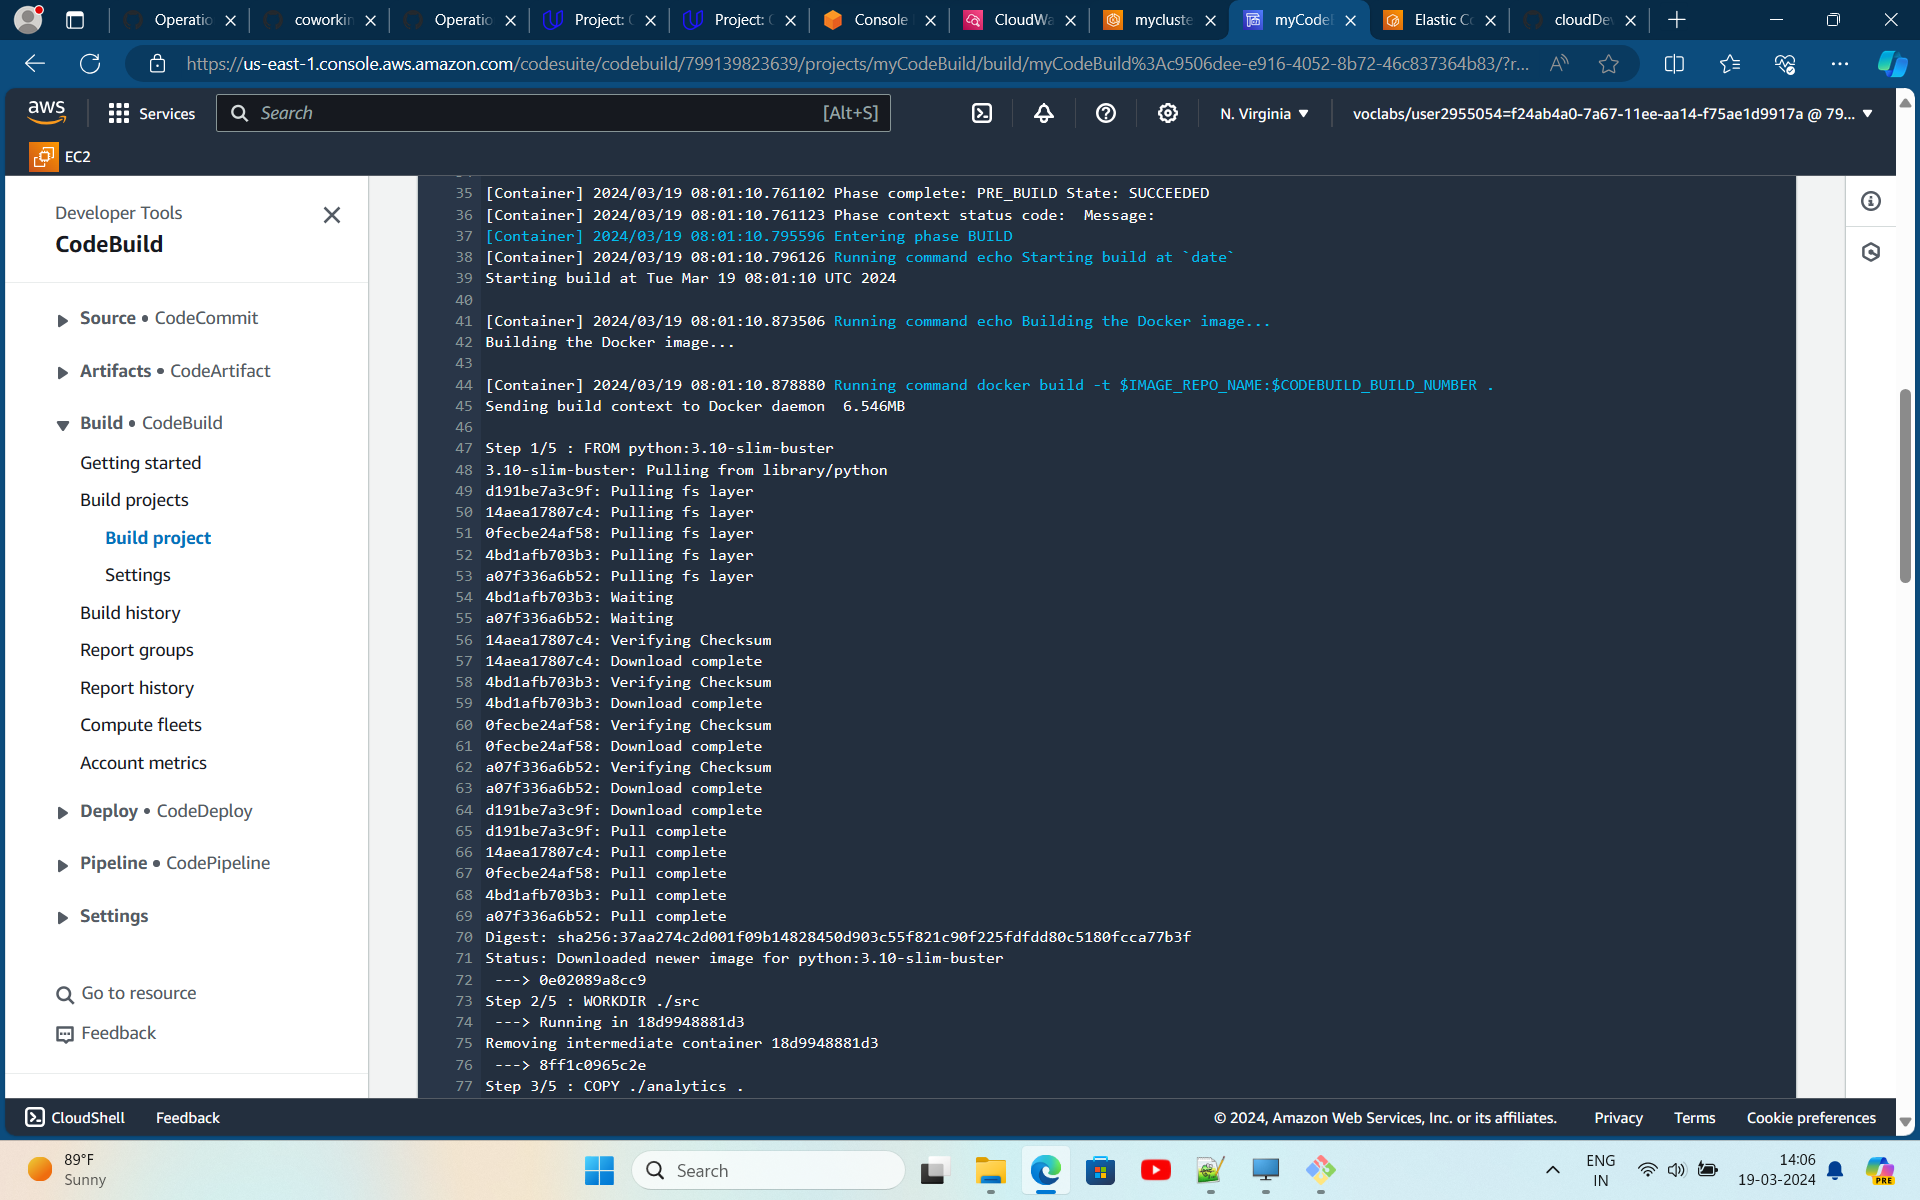 Operatio
coworkin
Operatio
Project: (
Project: (
Console
CloudWa
mycluste
myCodeB
Elastic Co
cloudDev
https://us-east-1.console.aws.amazon.com/codesuite/codebuild/799139823639/projects/myCodeBuild/build/myCodeBuild%3Ac9506dee-e916-4052-8b72-46c837364b83/?r...
aws
Services
Search
[Alt+S]
N. Virginia
voclabs/user2955054=f24ab4a0-7a67-11ee-aa14-f75ae1d9917a @ 79...
EC2
Developer Tools
CodeBuild
Source • CodeCommit
Artifacts • CodeArtifact
Build • CodeBuild
Getting started
Build projects
Build project
Settings
Build history
Report groups
Report history
Compute fleets
Account metrics
Deploy • CodeDeploy
Pipeline • CodePipeline
Settings
Go to resource
Feedback
35 [Container] 2024/03/19 08:01:10.761102 Phase complete: PRE_BUILD State: SUCCEEDED
36 [Container] 2024/03/19 08:01:10.761123 Phase context status code:  Message:
37 [Container] 2024/03/19 08:01:10.795596 Entering phase BUILD
38 [Container] 2024/03/19 08:01:10.796126 Running command echo Starting build at `date`
39 Starting build at Tue Mar 19 08:01:10 UTC 2024
40
41 [Container] 2024/03/19 08:01:10.873506 Running command echo Building the Docker image...
42 Building the Docker image...
43
44 [Container] 2024/03/19 08:01:10.878880 Running command docker build -t $IMAGE_REPO_NAME:$CODEBUILD_BUILD_NUMBER .
45 Sending build context to Docker daemon  6.546MB
46
47 Step 1/5 : FROM python:3.10-slim-buster
48 3.10-slim-buster: Pulling from library/python
49 d191be7a3c9f: Pulling fs layer
50 14aea17807c4: Pulling fs layer
51 0fecbe24af58: Pulling fs layer
52 4bd1afb703b3: Pulling fs layer
53 a07f336a6b52: Pulling fs layer
54 4bd1afb703b3: Waiting
55 a07f336a6b52: Waiting
56 14aea17807c4: Verifying Checksum
57 14aea17807c4: Download complete
58 4bd1afb703b3: Verifying Checksum
59 4bd1afb703b3: Download complete
60 0fecbe24af58: Verifying Checksum
61 0fecbe24af58: Download complete
62 a07f336a6b52: Verifying Checksum
63 a07f336a6b52: Download complete
64 d191be7a3c9f: Download complete
65 d191be7a3c9f: Pull complete
66 14aea17807c4: Pull complete
67 0fecbe24af58: Pull complete
68 4bd1afb703b3: Pull complete
69 a07f336a6b52: Pull complete
70 Digest: sha256:37aa274c2d001f09b14828450d903c55f821c90f225fdfdd80c5180fcca77b3f
71 Status: Downloaded newer image for python:3.10-slim-buster
72  ---> 0e02089a8cc9
73 Step 2/5 : WORKDIR ./src
74  ---> Running in 18d9948881d3
75 Removing intermediate container 18d9948881d3
76  ---> 8ff1c0965c2e
77 Step 3/5 : COPY ./analytics .
CloudShell
Feedback
© 2024, Amazon Web Services, Inc. or its affiliates.
Privacy
Terms
Cookie preferences
89°F
Sunny
Search
ENG
IN
14:06
19-03-2024
PRE